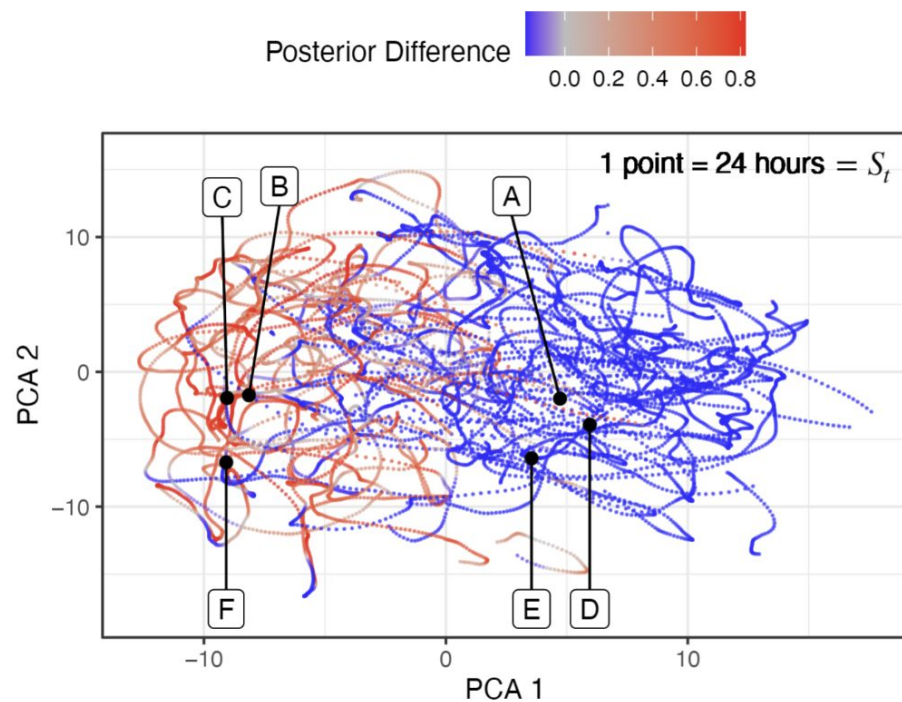 Posterior Difference
0.0 0.2 0.4 0.6 0.8
1 point = 24 hours = Sₜ
C B A
10
0
−10
PCA 2
F E D
−10 0 10
PCA 1